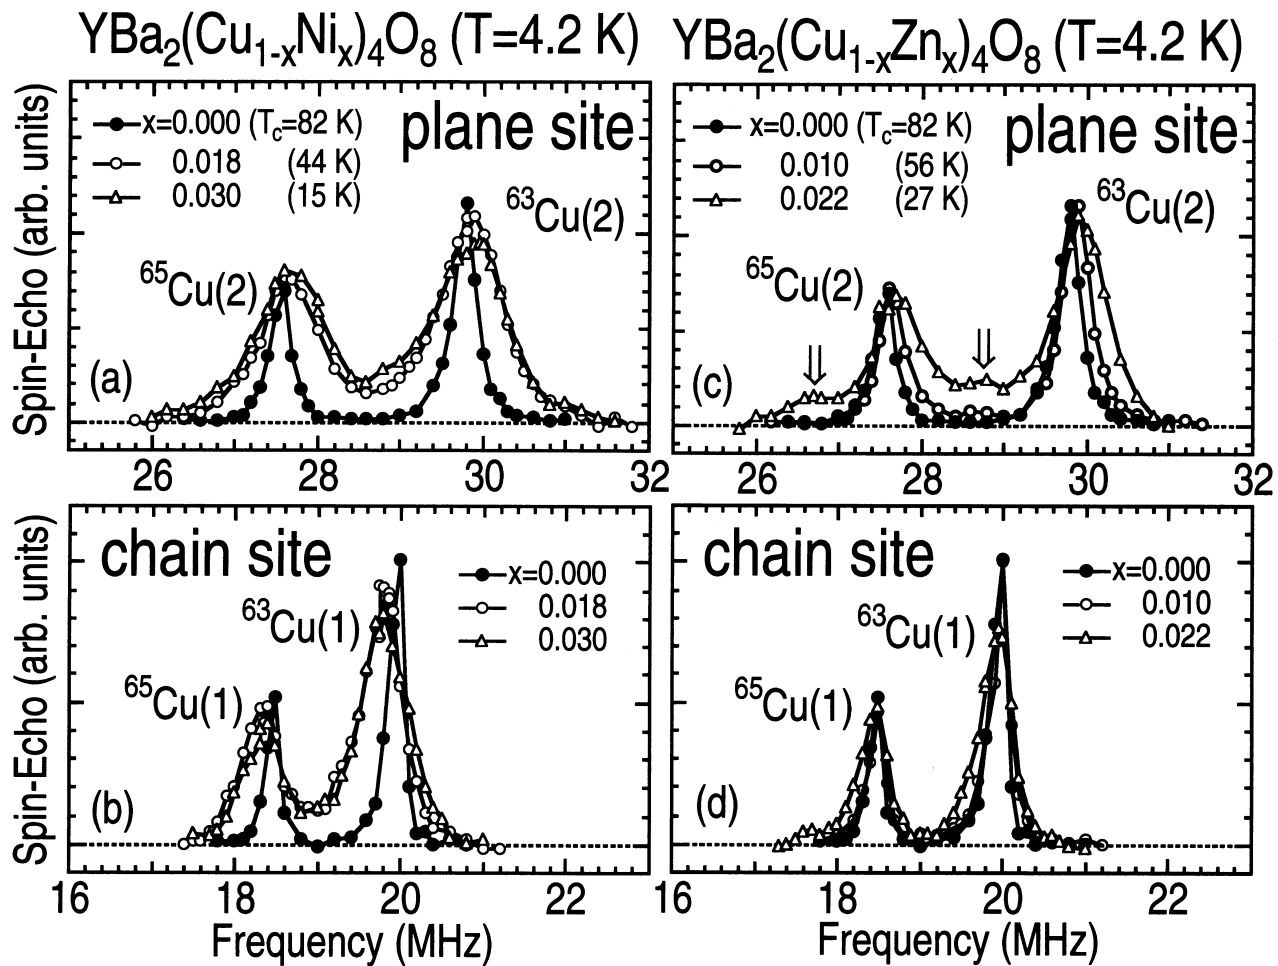 YBa₂(Cu₁₋ₓNiₓ)₄O₈ (T=4.2 K)
YBa₂(Cu₁₋ₓZnₓ)₄O₈ (T=4.2 K)
Spin-Echo (arb. units)
x=0.000 (T_c=82 K)
0.018 (44 K)
0.030 (15 K)
plane site
⁶³Cu(2)
⁶⁵Cu(2)
(a)
26 28 30 32
x=0.000 (T_c=82 K)
0.010 (56 K)
0.022 (27 K)
plane site
⁶³Cu(2)
⁶⁵Cu(2)
(c)
26 28 30 32
Spin-Echo (arb. units)
chain site
x=0.000
0.018
0.030
⁶³Cu(1)
⁶⁵Cu(1)
(b)
16 18 20 22
Frequency (MHz)
chain site
x=0.000
0.010
0.022
⁶³Cu(1)
⁶⁵Cu(1)
(d)
16 18 20 22
Frequency (MHz)